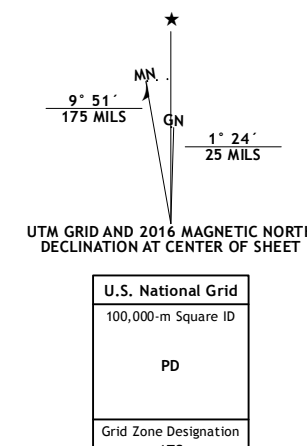 MN
GN
9° 51´
175 MILS
1° 24´
25 MILS
UTM GRID AND 2016 MAGNETIC NORTH
DECLINATION AT CENTER OF SHEET
U.S. National Grid
100,000-m Square ID
PD
Grid Zone Designation